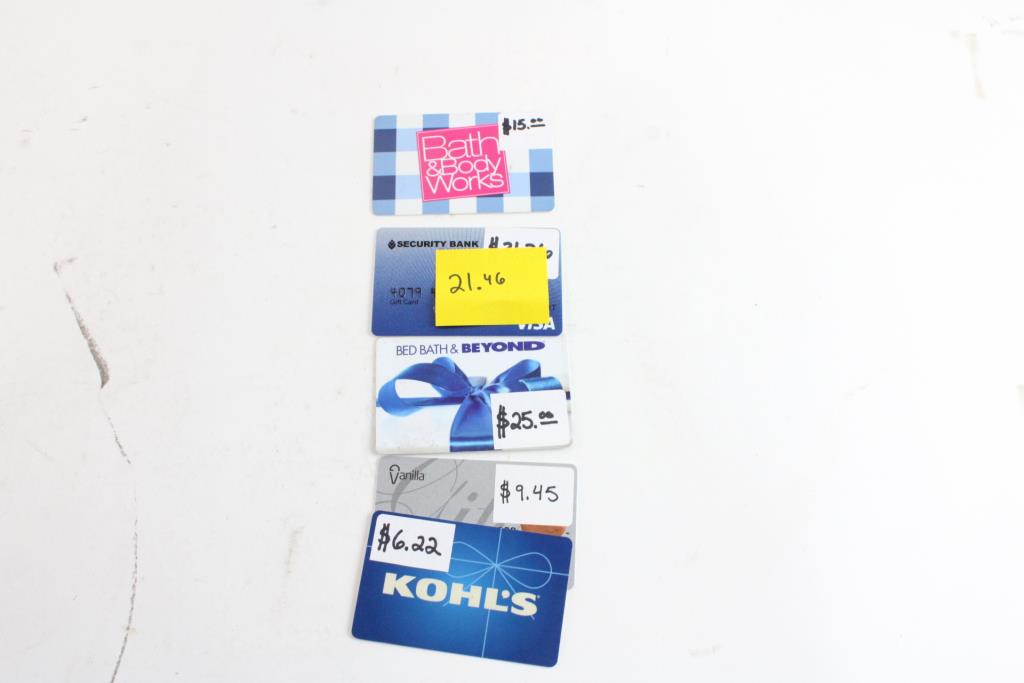 $15.00
Bath
& Body
Works
SECURITY BANK
21.46
4079
Gift Card
VISA
BED BATH & BEYOND
$25.00
Vanilla
$9.45
$6.22
KOHL'S